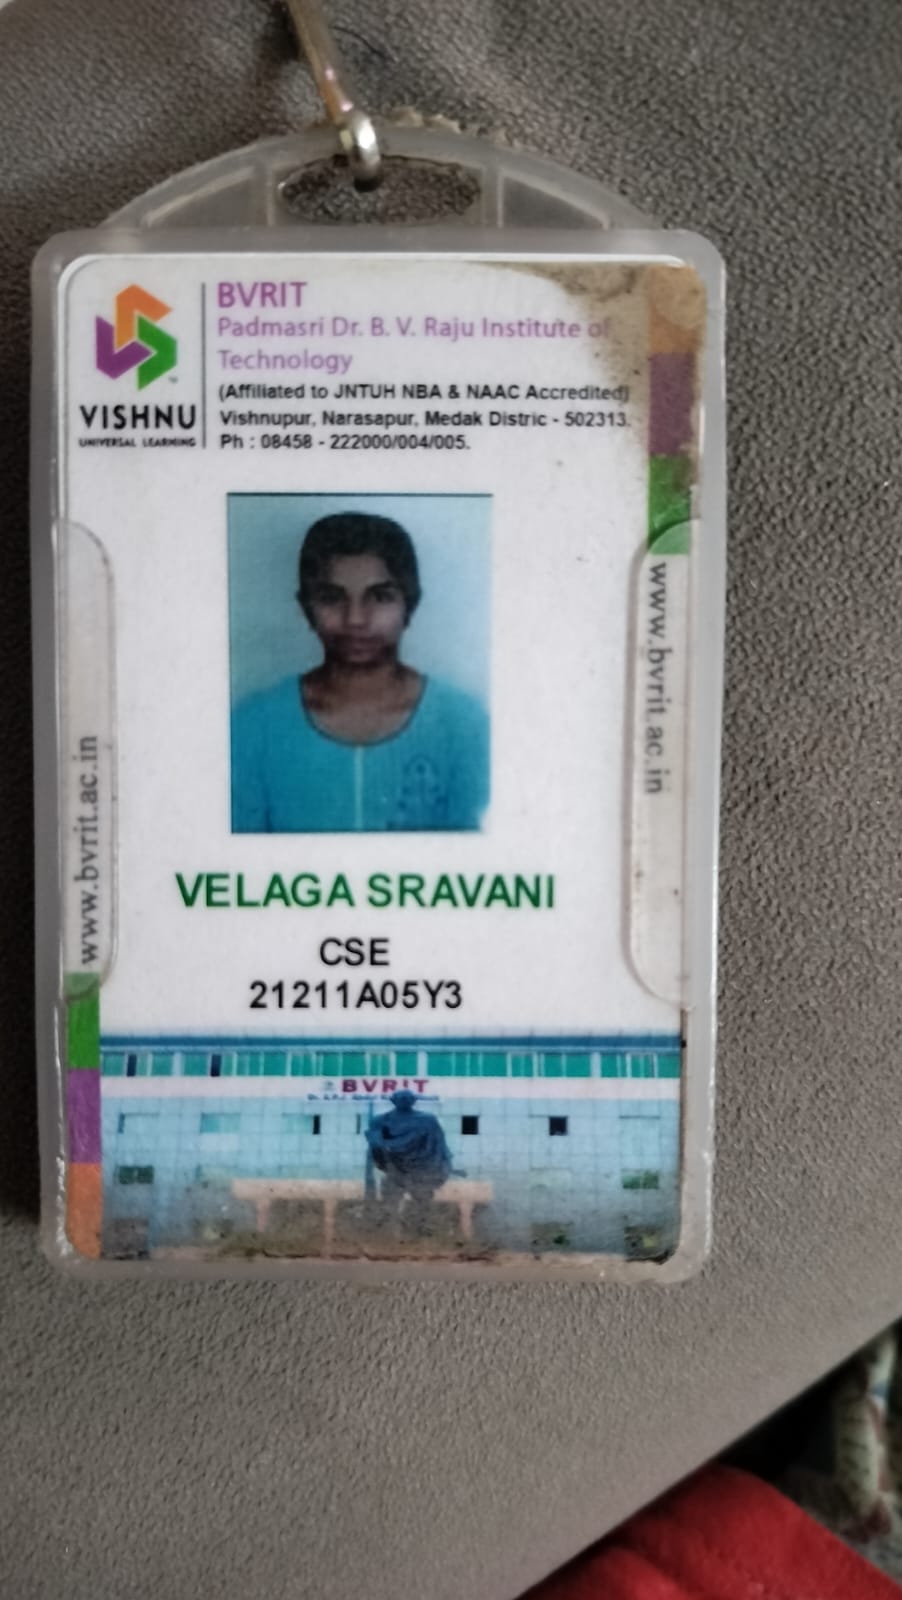 BVRIT
Padmasri Dr. B. V. Raju Institute of
Technology
(Affiliated to JNTUH NBA & NAAC Accredited)
Vishnupur, Narasapur, Medak Distric - 502313.
Ph : 08458 - 222000/004/005.
VISHNU
UNIVERSAL LEARNING
www.bvrit.ac.in
www.bvrit.ac.in
VELAGA SRAVANI
CSE
21211A05Y3
BVRIT